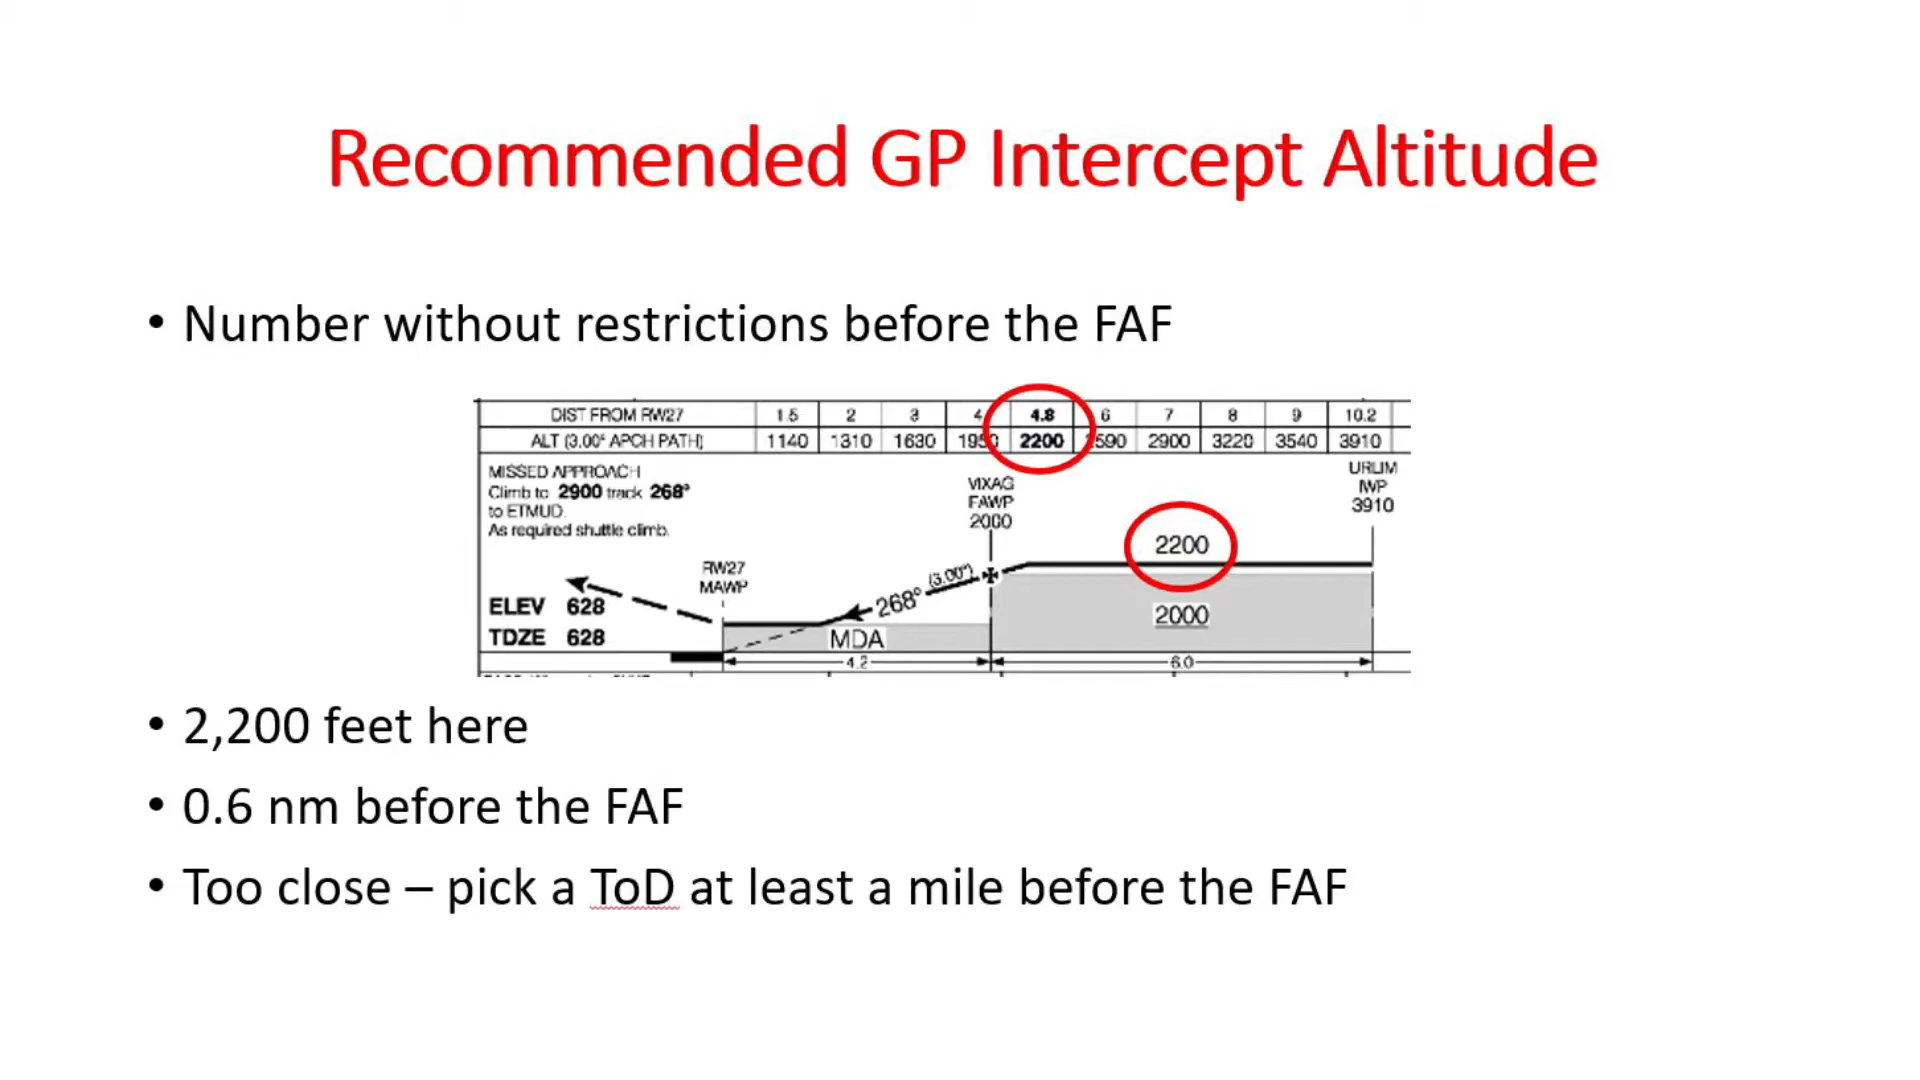 Recommended GP Intercept Altitude
• Number without restrictions before the FAF
DIST FROM RW27 1.5 2 3 4 4.8 6 7 8 9 10.2
ALT (3.00° APCH PATH) 1140 1310 1630 1950 2200 2590 2900 3220 3540 3910
MISSED APPROACH
Climb to 2900 track 268°
to ETMUD.
As required shuttle climb.
VIXAG
FAWP
2000
URLIM
IWP
3910
2200
RW27
MAWP
268° (3.00°)
ELEV 628
2000
TDZE 628
MDA
4.2
6.0
• 2,200 feet here
• 0.6 nm before the FAF
• Too close – pick a ToD at least a mile before the FAF